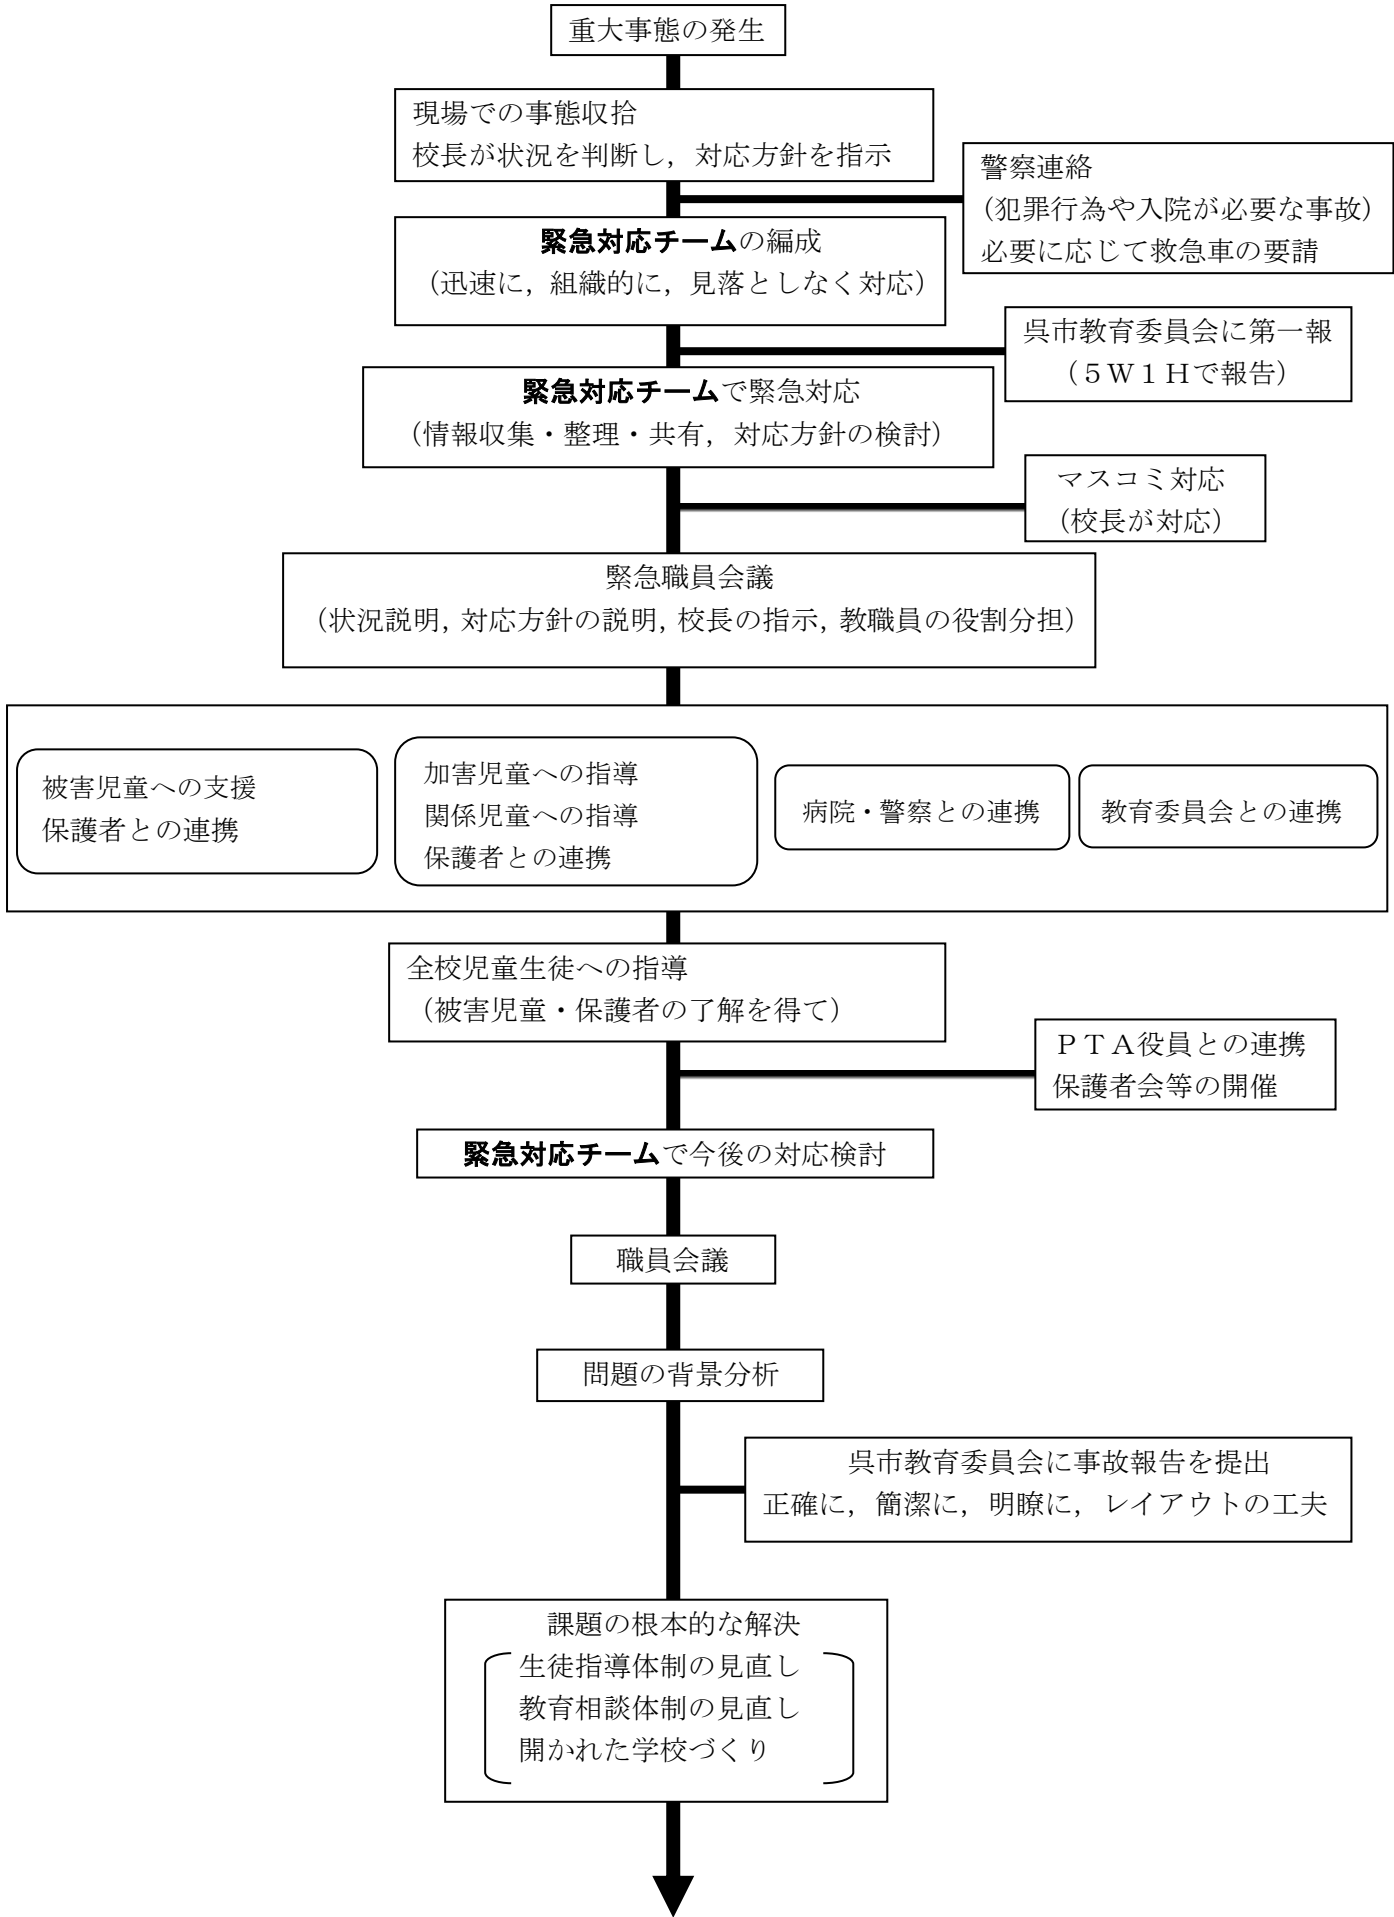 重大事態の発生
現場での事態収拾
校長が状況を判断し，対応方針を指示
警察連絡
（犯罪行為や入院が必要な事故）
必要に応じて救急車の要請
緊急対応チームの編成
（迅速に，組織的に，見落としなく対応）
呉市教育委員会に第一報
（５Ｗ１Ｈで報告）
緊急対応チームで緊急対応
（情報収集・整理・共有，対応方針の検討）
マスコミ対応
（校長が対応）
緊急職員会議
（状況説明，対応方針の説明，校長の指示，教職員の役割分担）
被害児童への支援
保護者との連携
加害児童への指導
関係児童への指導
保護者との連携
病院・警察との連携
教育委員会との連携
全校児童生徒への指導
（被害児童・保護者の了解を得て）
ＰＴＡ役員との連携
保護者会等の開催
緊急対応チームで今後の対応検討
職員会議
問題の背景分析
呉市教育委員会に事故報告を提出
正確に，簡潔に，明瞭に，レイアウトの工夫
課題の根本的な解決
生徒指導体制の見直し
教育相談体制の見直し
開かれた学校づくり